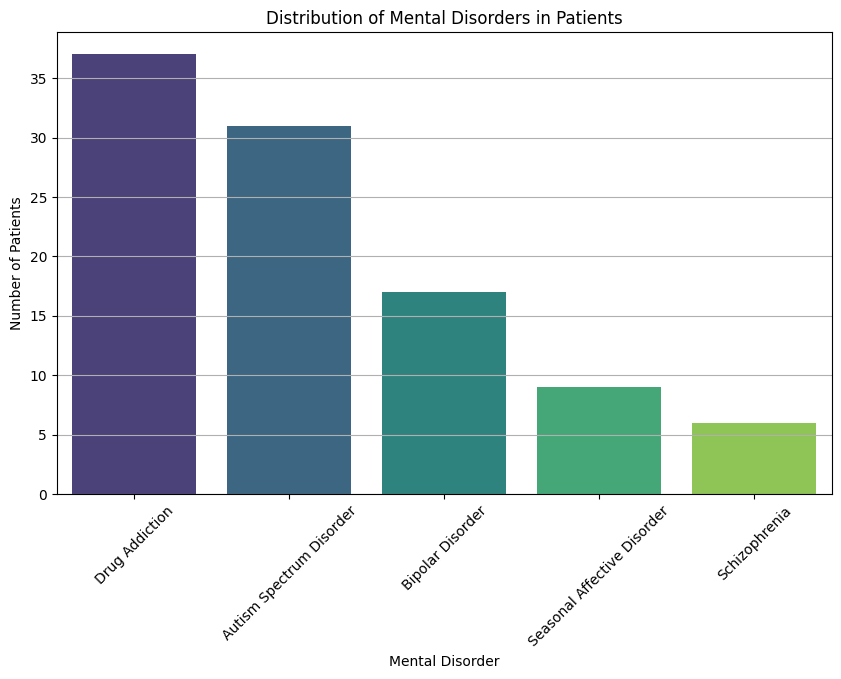 Distribution of Mental Disorders in Patients
Number of Patients
35
30
25
20
15
10
5
0
Drug Addiction
Autism Spectrum Disorder
Bipolar Disorder
Seasonal Affective Disorder
Schizophrenia
Mental Disorder